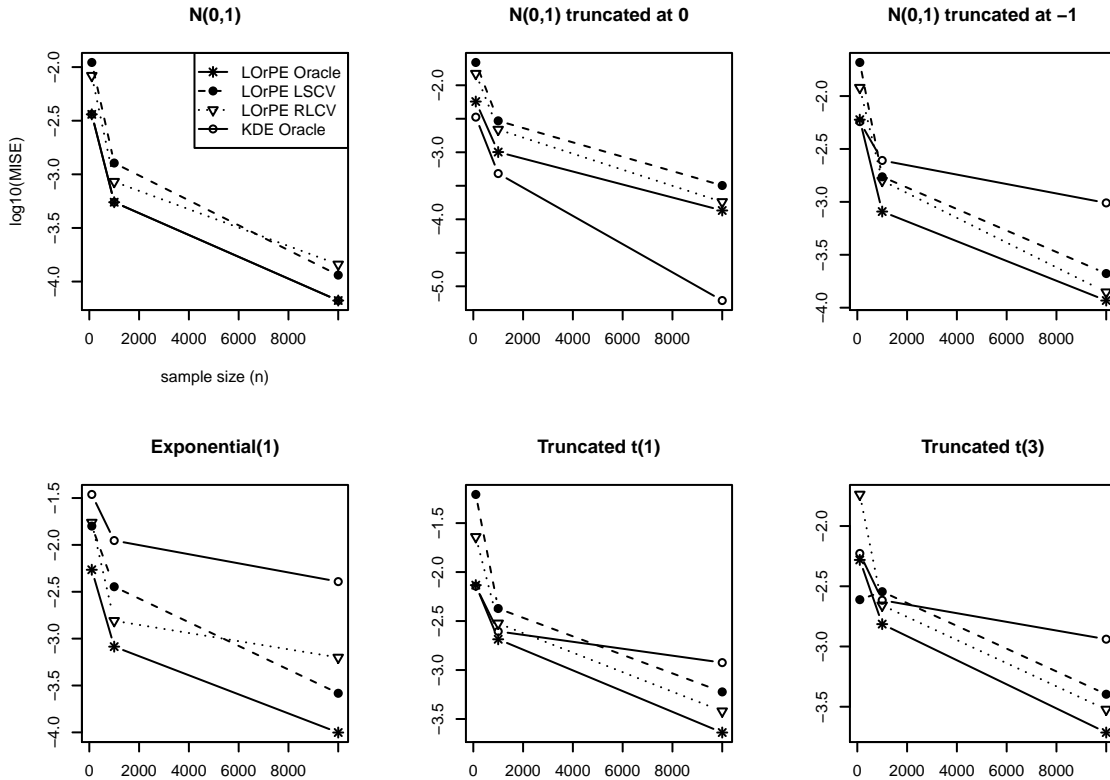 N(0,1)
N(0,1) truncated at 0
N(0,1) truncated at −1
log10(MISE)
−2.0
−2.5
−3.0
−3.5
−4.0
LOrPE Oracle
LOrPE LSCV
LOrPE RLCV
KDE Oracle
0 2000 4000 6000 8000
sample size (n)
−2.0
−3.0
−4.0
−5.0
0 2000 4000 6000 8000
−2.0
−2.5
−3.0
−3.5
−4.0
0 2000 4000 6000 8000
Exponential(1)
Truncated t(1)
Truncated t(3)
−1.5
−2.0
−2.5
−3.0
−3.5
−4.0
0 2000 4000 6000 8000
−1.5
−2.0
−2.5
−3.0
−3.5
0 2000 4000 6000 8000
−2.0
−2.5
−3.0
−3.5
0 2000 4000 6000 8000